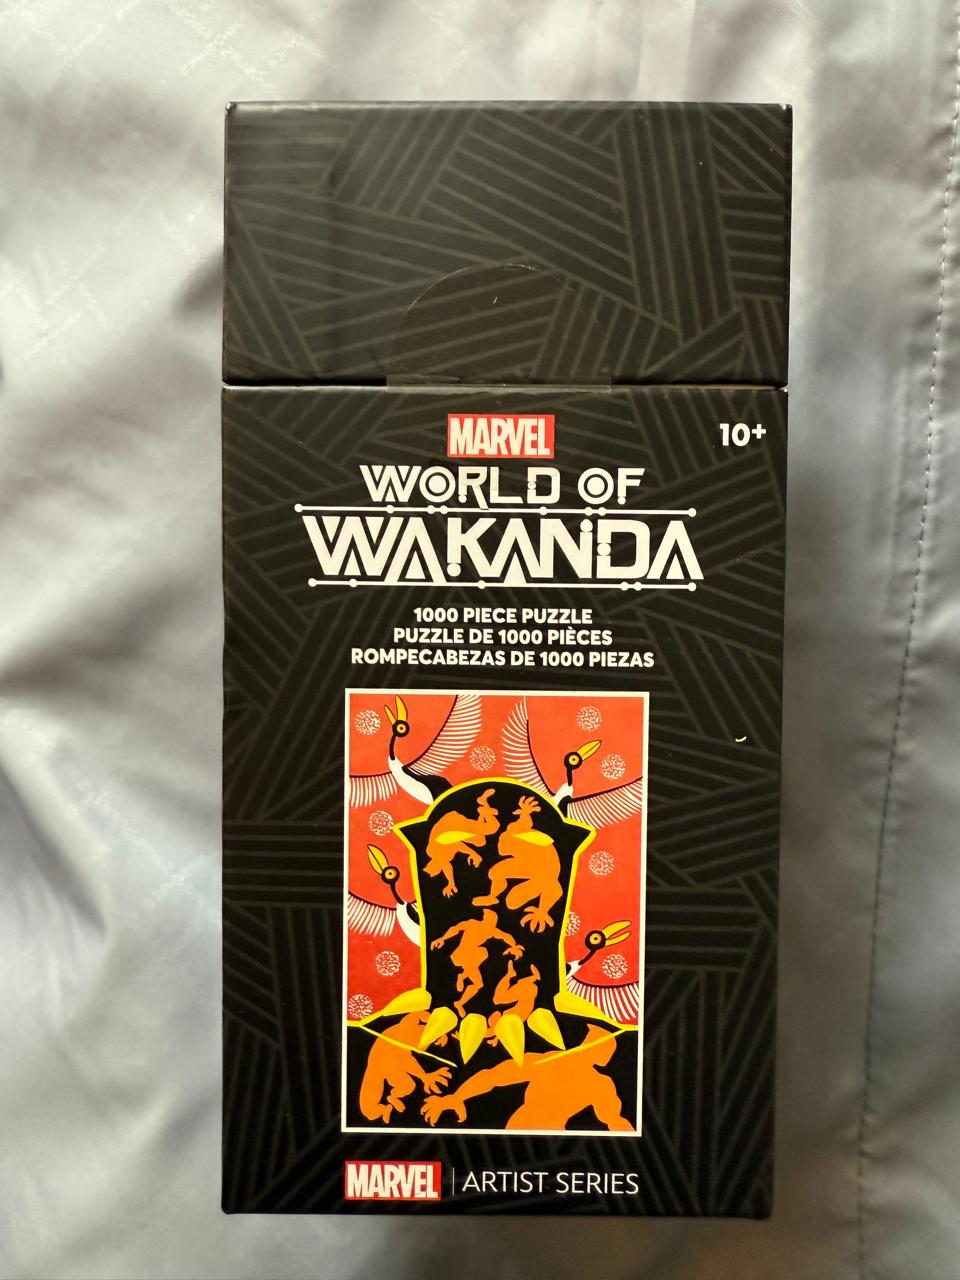 MARVEL
10+
WORLD OF
WAKANDA
1000 PIECE PUZZLE
PUZZLE DE 1000 PIÈCES
ROMPECABEZAS DE 1000 PIEZAS
MARVEL | ARTIST SERIES